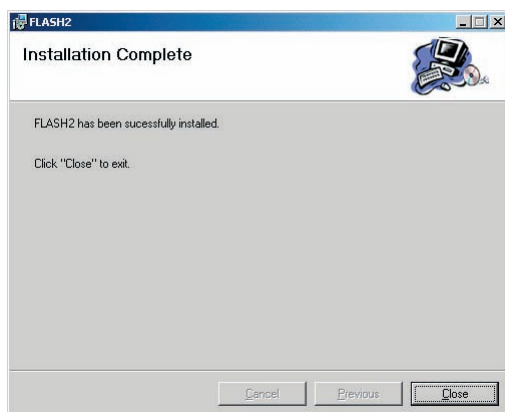 FLASH2
Installation Complete
FLASH2 has been sucessfully installed.
Click "Close" to exit.
Cancel
Previous
Close